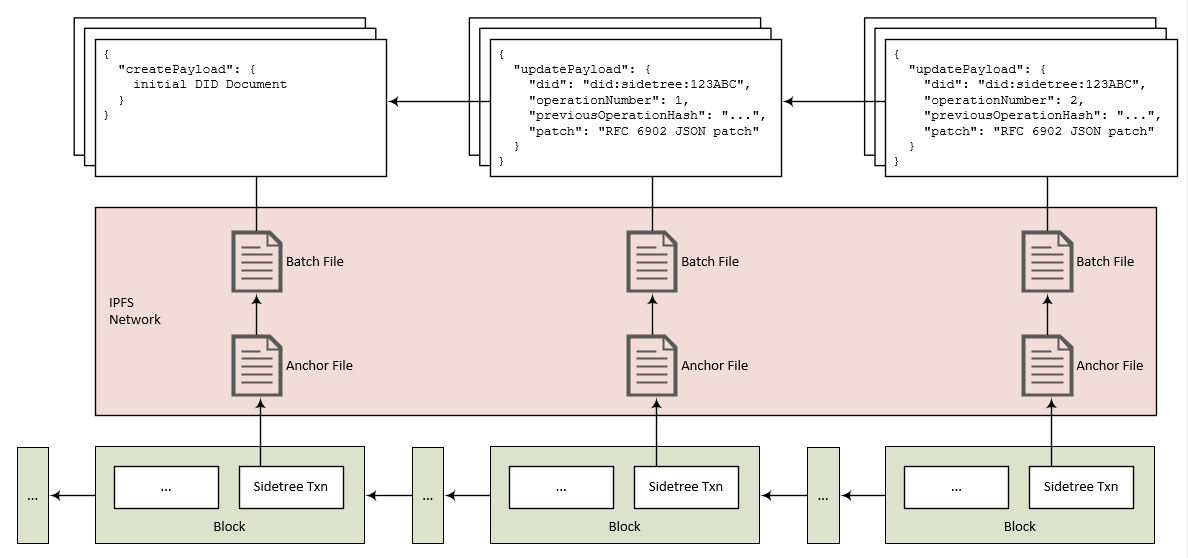 {
  "createPayload": {
    initial DID Document
  }
}
{
  "updatePayload": {
    "did": "did:sidetree:123ABC",
    "operationNumber": 1,
    "previousOperationHash": "...",
    "patch": "RFC 6902 JSON patch"
  }
}
{
  "updatePayload": {
    "did": "did:sidetree:123ABC",
    "operationNumber": 2,
    "previousOperationHash": "...",
    "patch": "RFC 6902 JSON patch"
  }
}
Batch File
Batch File
Batch File
IPFS
Network
Anchor File
Anchor File
Anchor File
...
...
Sidetree Txn
Block
...
...
Sidetree Txn
Block
...
...
Sidetree Txn
Block